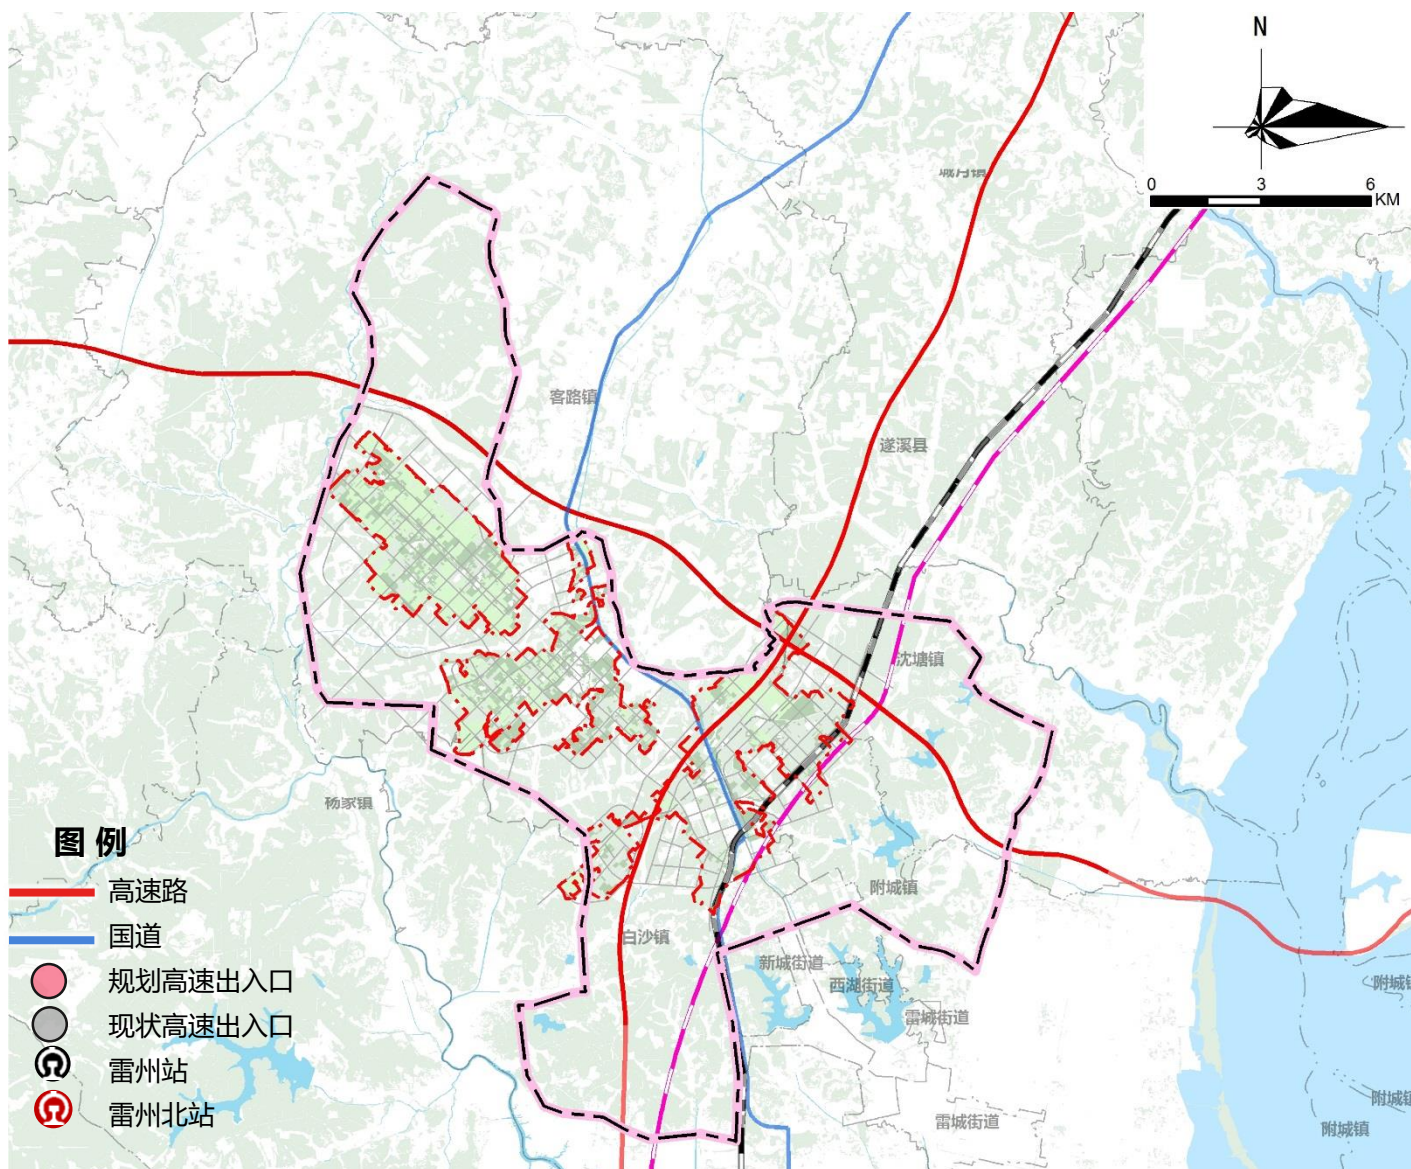 N
0 3 6
KM
城月镇
客路镇
遂溪县
沈塘镇
杨家镇
附城镇
白沙镇
新城街道
西湖街道
雷城街道
附城镇
附城镇
雷城街道
附城镇
图例
高速路
国道
规划高速出入口
现状高速出入口
雷州站
雷州北站